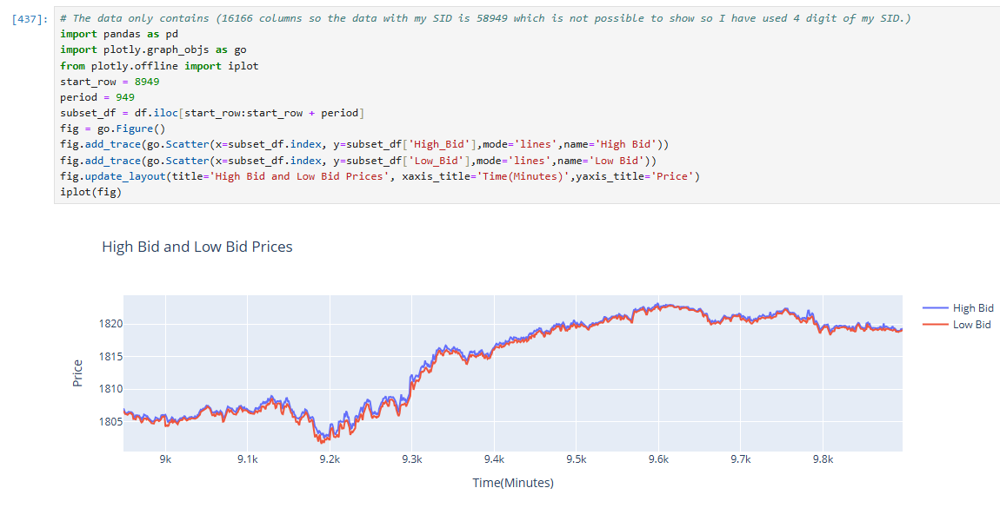 [437]: # The data only contains (16166 columns so the data with my SID is 58949 which is not possible to show so I have used 4 digit of my SID.)
import pandas as pd
import plotly.graph_objs as go
from plotly.offline import iplot
start_row = 8949
period = 949
subset_df = df.iloc[start_row:start_row + period]
fig = go.Figure()
fig.add_trace(go.Scatter(x=subset_df.index, y=subset_df['High_Bid'],mode='lines',name='High Bid'))
fig.add_trace(go.Scatter(x=subset_df.index, y=subset_df['Low_Bid'],mode='lines',name='Low Bid'))
fig.update_layout(title='High Bid and Low Bid Prices', xaxis_title='Time(Minutes)',yaxis_title='Price')
iplot(fig)
High Bid and Low Bid Prices
High Bid
Low Bid
Price
1820
1815
1810
1805
9k 9.1k 9.2k 9.3k 9.4k 9.5k 9.6k 9.7k 9.8k
Time(Minutes)